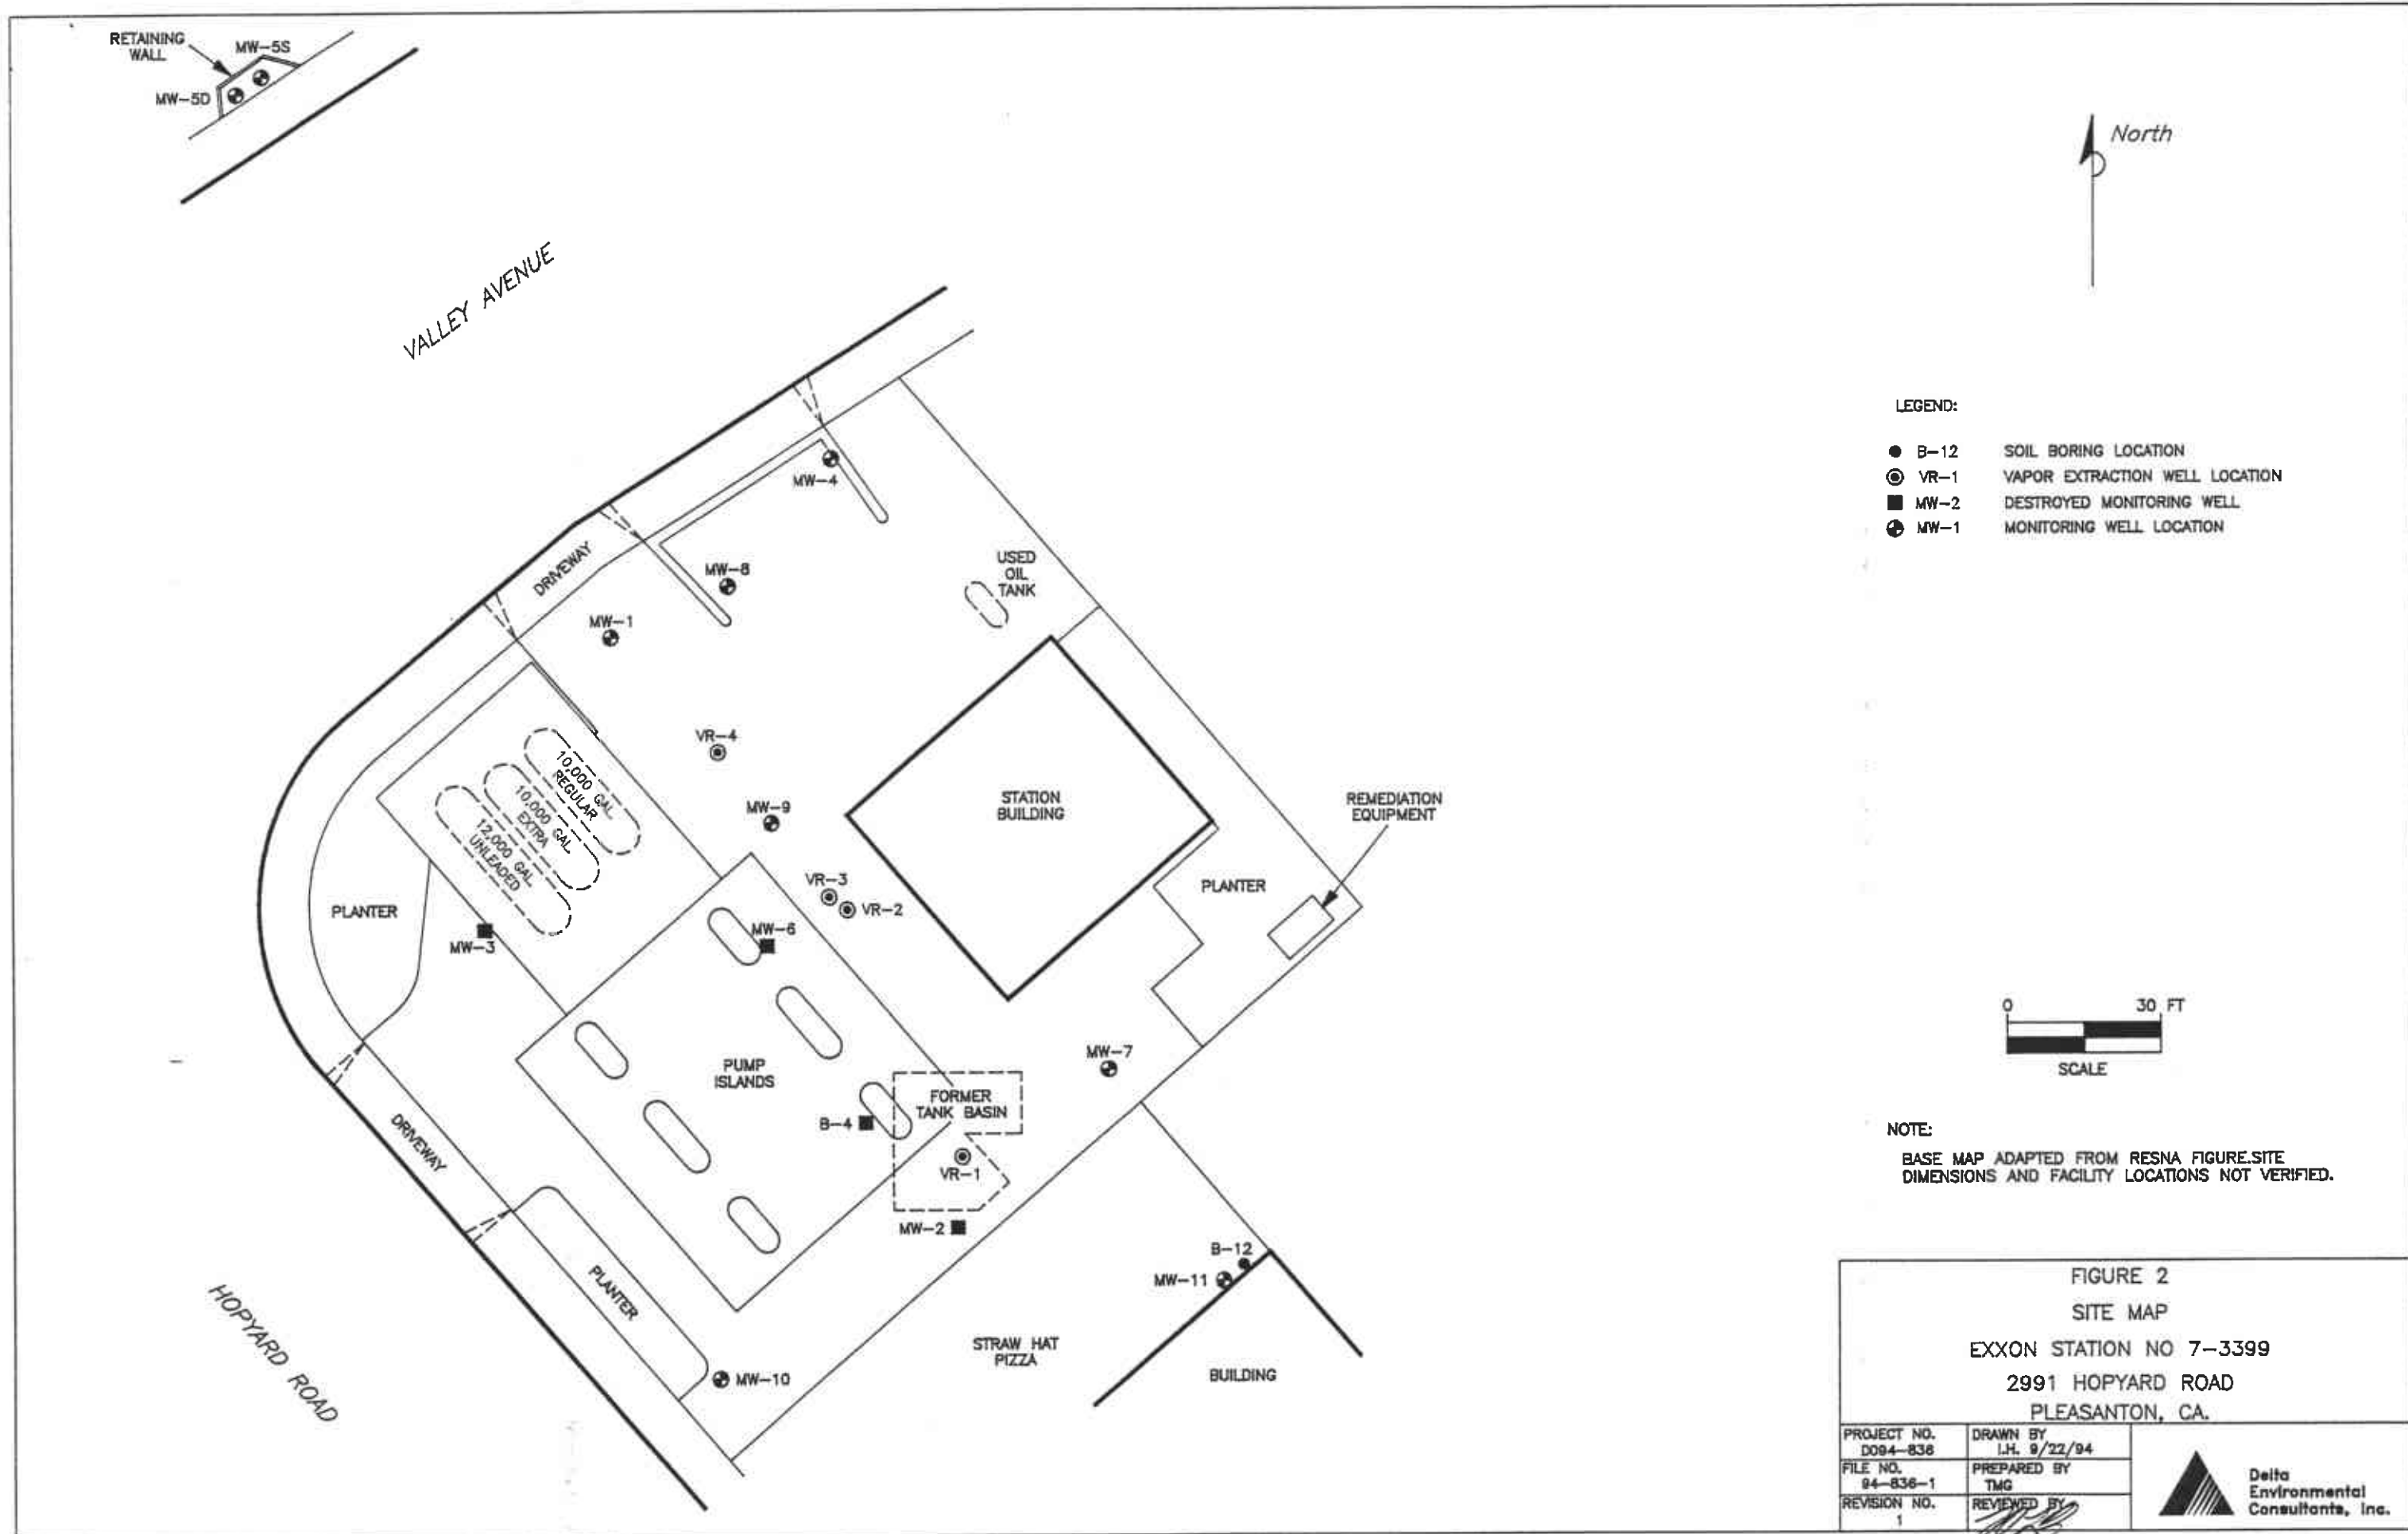 RETAINING
WALL
MW-5S
MW-5D
North
VALLEY AVENUE
LEGEND:
B-12 SOIL BORING LOCATION
VR-1 VAPOR EXTRACTION WELL LOCATION
MW-2 DESTROYED MONITORING WELL
MW-1 MONITORING WELL LOCATION
MW-4
DRIVEWAY
MW-8
USED
OIL
TANK
MW-1
VR-4
10,000 GAL.
REGULAR
10,000 GAL.
EXTRA
12,000 GAL.
UNLEADED
MW-9
STATION
BUILDING
REMEDIATION
EQUIPMENT
VR-3
VR-2
PLANTER
PLANTER
MW-3
MW-6
0 30 FT
SCALE
PUMP
ISLANDS
MW-7
FORMER
TANK BASIN
B-4
DRIVEWAY
VR-1
NOTE:
BASE MAP ADAPTED FROM RESNA FIGURE.SITE
DIMENSIONS AND FACILITY LOCATIONS NOT VERIFIED.
MW-2
B-12
MW-11
PLANTER
HOPYARD ROAD
STRAW HAT
PIZZA
BUILDING
MW-10
FIGURE 2
SITE MAP
EXXON STATION NO 7-3399
2991 HOPYARD ROAD
PLEASANTON, CA.
PROJECT NO.
D094-836
DRAWN BY
I.H. 9/22/94
FILE NO.
94-836-1
PREPARED BY
TMG
REVISION NO.
1
REVIEWED BY
Delta
Environmental
Consultants, Inc.